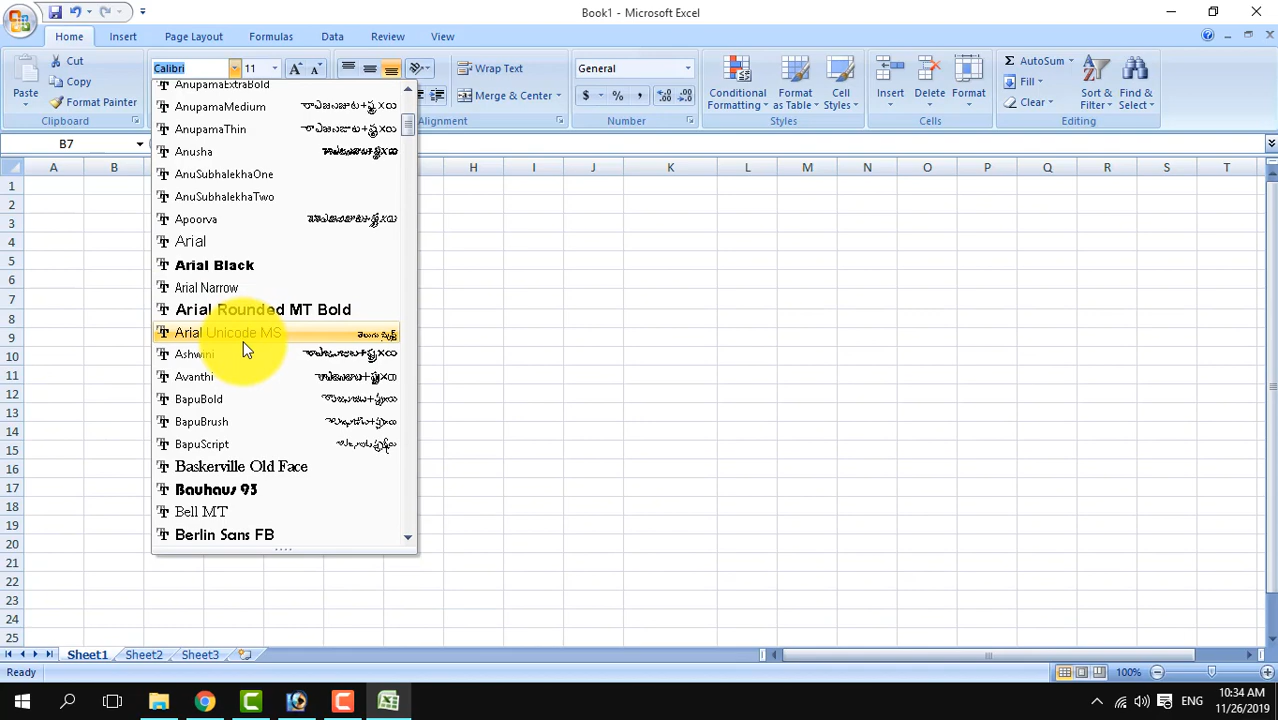 Book1 - Microsoft Excel
Home Insert Page Layout Formulas Data Review View
Paste
Cut
Copy
Format Painter
Clipboard
Calibri 11
Wrap Text
Merge & Center
Alignment
General
$ % ,
Number
Conditional Formatting
Format as Table
Cell Styles
Styles
Insert Delete Format
Cells
AutoSum
Fill
Clear
Sort & Filter
Find & Select
Editing
B7
A B H I J K L M N O P Q R S T
1
2
3
4
5
6
7
8
9
10
11
12
13
14
15
16
17
18
19
20
21
22
23
24
25
AnupamaExtraBold
AnupamaMedium
AnupamaThin
Anusha
AnuSubhalekhaOne
AnuSubhalekhaTwo
Apoorva
Arial
Arial Black
Arial Narrow
Arial Rounded MT Bold
Arial Unicode MS
Ashwini
Avanthi
BapuBold
BapuBrush
BapuScript
Baskerville Old Face
Bauhaus 93
Bell MT
Berlin Sans FB
Sheet1 Sheet2 Sheet3
Ready
100%
ENG
10:34 AM
11/26/2019